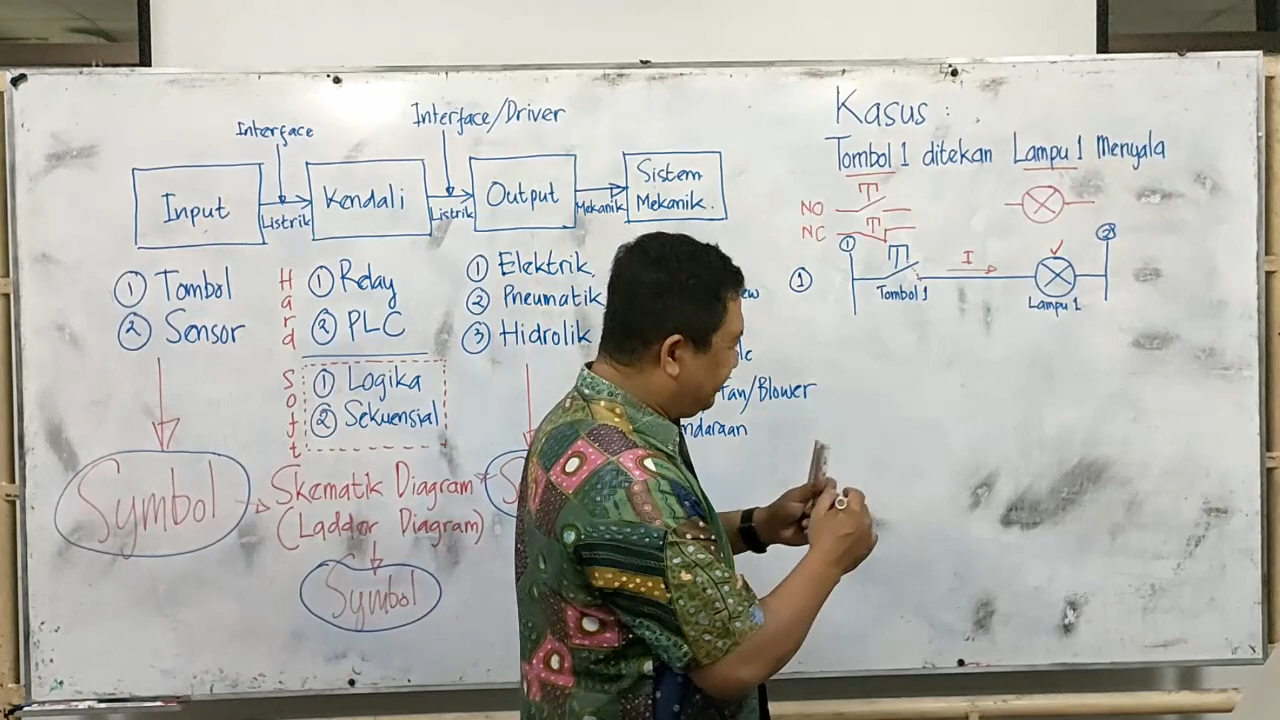 Interface
Interface/Driver
Input
Listrik
Kendali
Listrik
Output
Mekanik
Sistem
Mekanik.
① Tombol
② Sensor
Hard
① Relay
② PLC
Soft
① Logika
② Sekuensial
① Elektrik
② Pneumatik
③ Hidrolik
Fan/Blower
Symbol
Skematik Diagram
(Ladder Diagram)
Symbol
Kasus :
Tombol 1 ditekan Lampu 1 Menyala
NO
NC
①
I
①
Tombol 1
Lampu 1